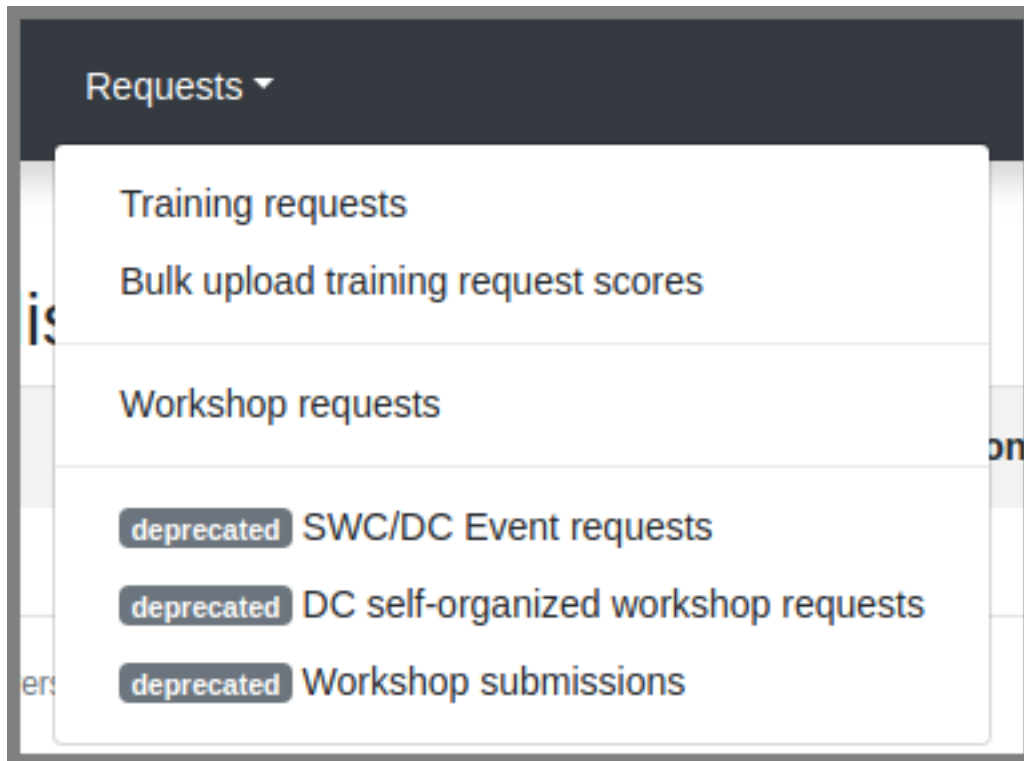 Requests
Training requests
Bulk upload training request scores
Workshop requests
deprecated SWC/DC Event requests
deprecated DC self-organized workshop requests
deprecated Workshop submissions